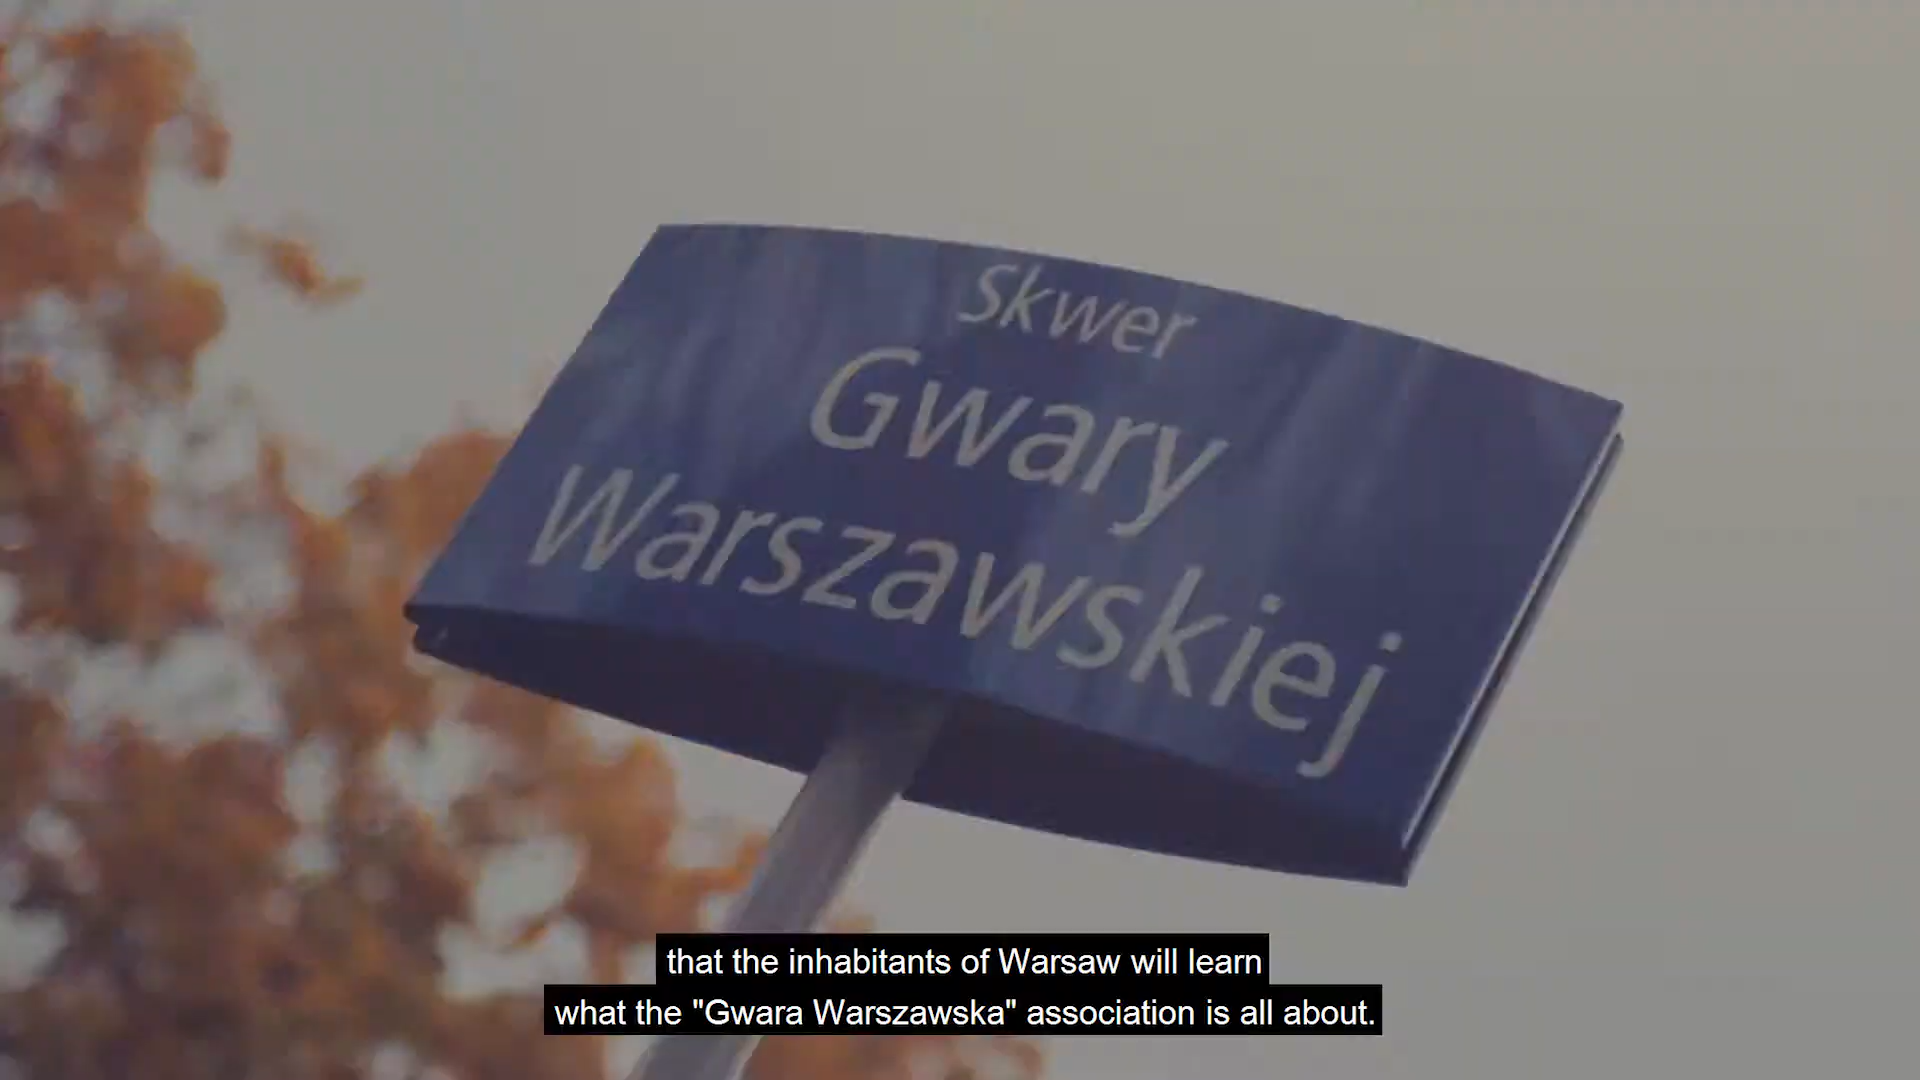 Skwer
Gwary
Warszawskiej
that the inhabitants of Warsaw will learn
what the "Gwara Warszawska" association is all about.